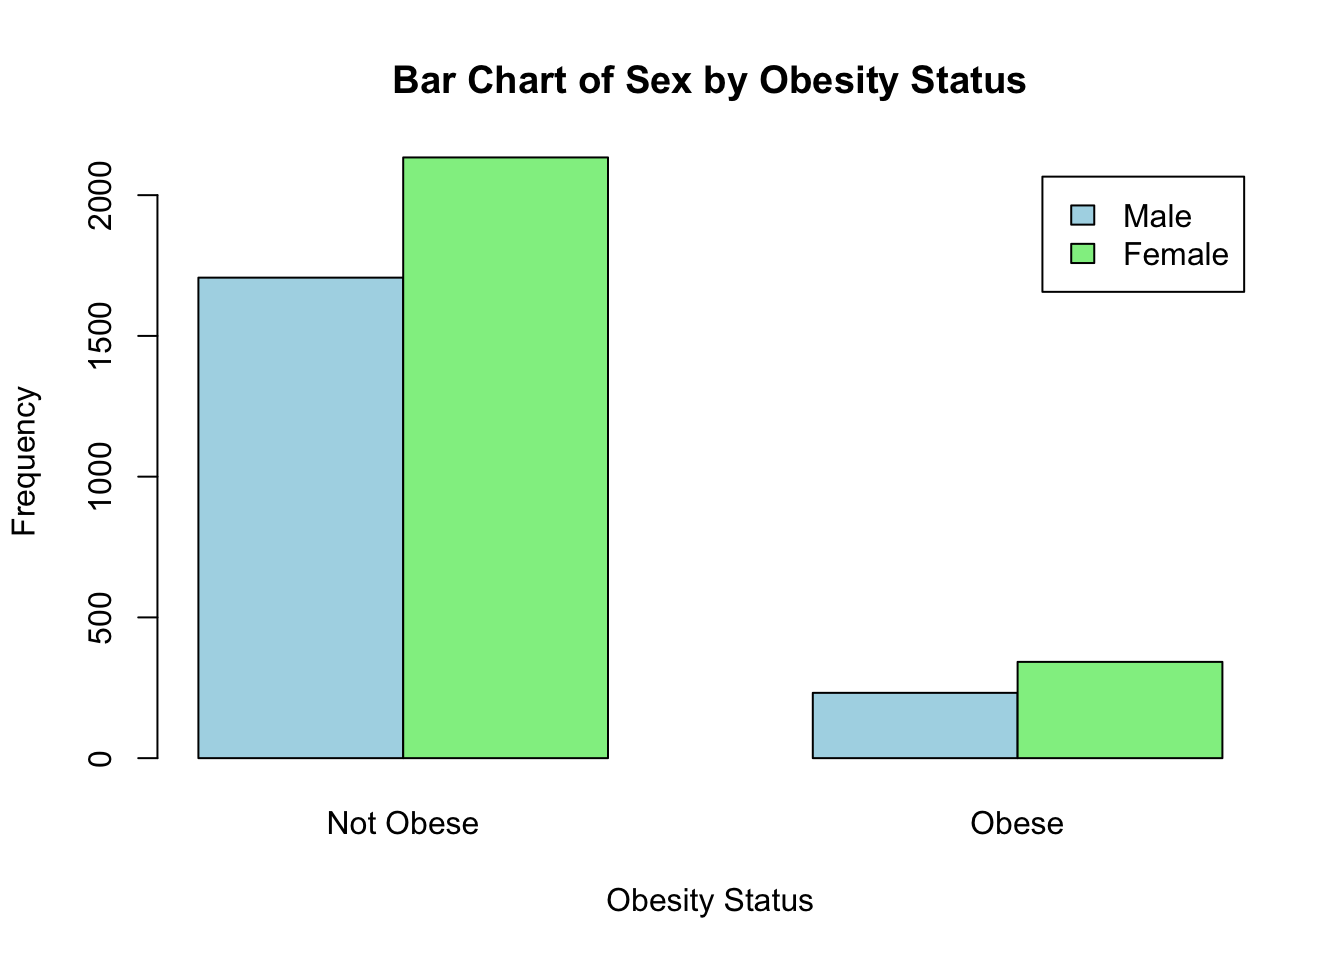 Bar Chart of Sex by Obesity Status
Male
Female
Frequency
2000
1500
1000
500
0
Not Obese
Obese
Obesity Status